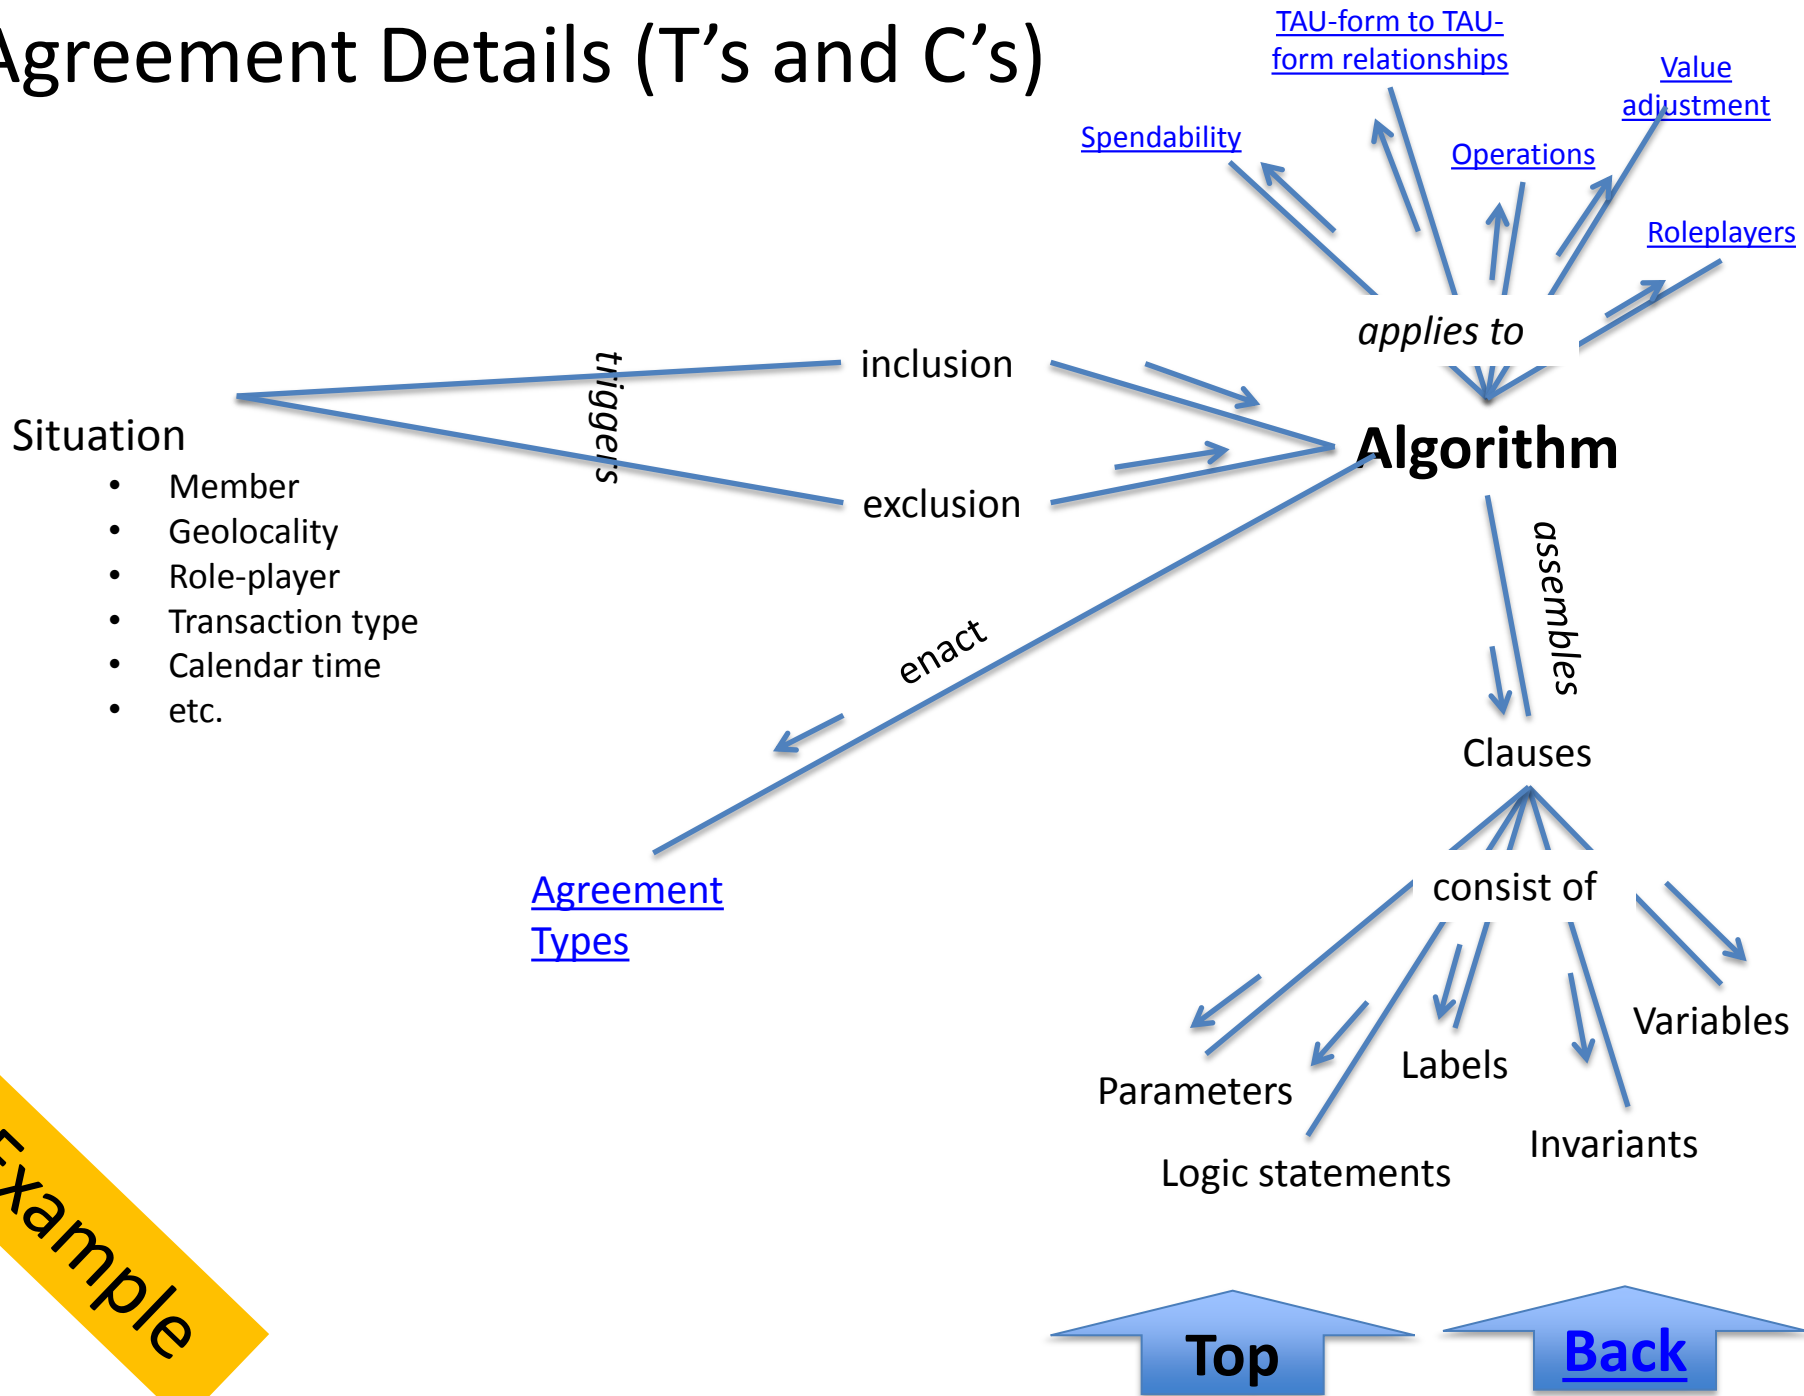 Agreement Details (T's and C's)
TAU-form to TAU-
form relationships
Value
adjustment
Spendability
Operations
Roleplayers
applies to
triggers
inclusion
Situation
Algorithm
• Member
exclusion
• Geolocality
• Role-player
assembles
• Transaction type
enact
• Calendar time
• etc.
Clauses
Agreement
Types
consist of
Variables
Labels
Parameters
Invariants
Logic statements
Example
Top
Back